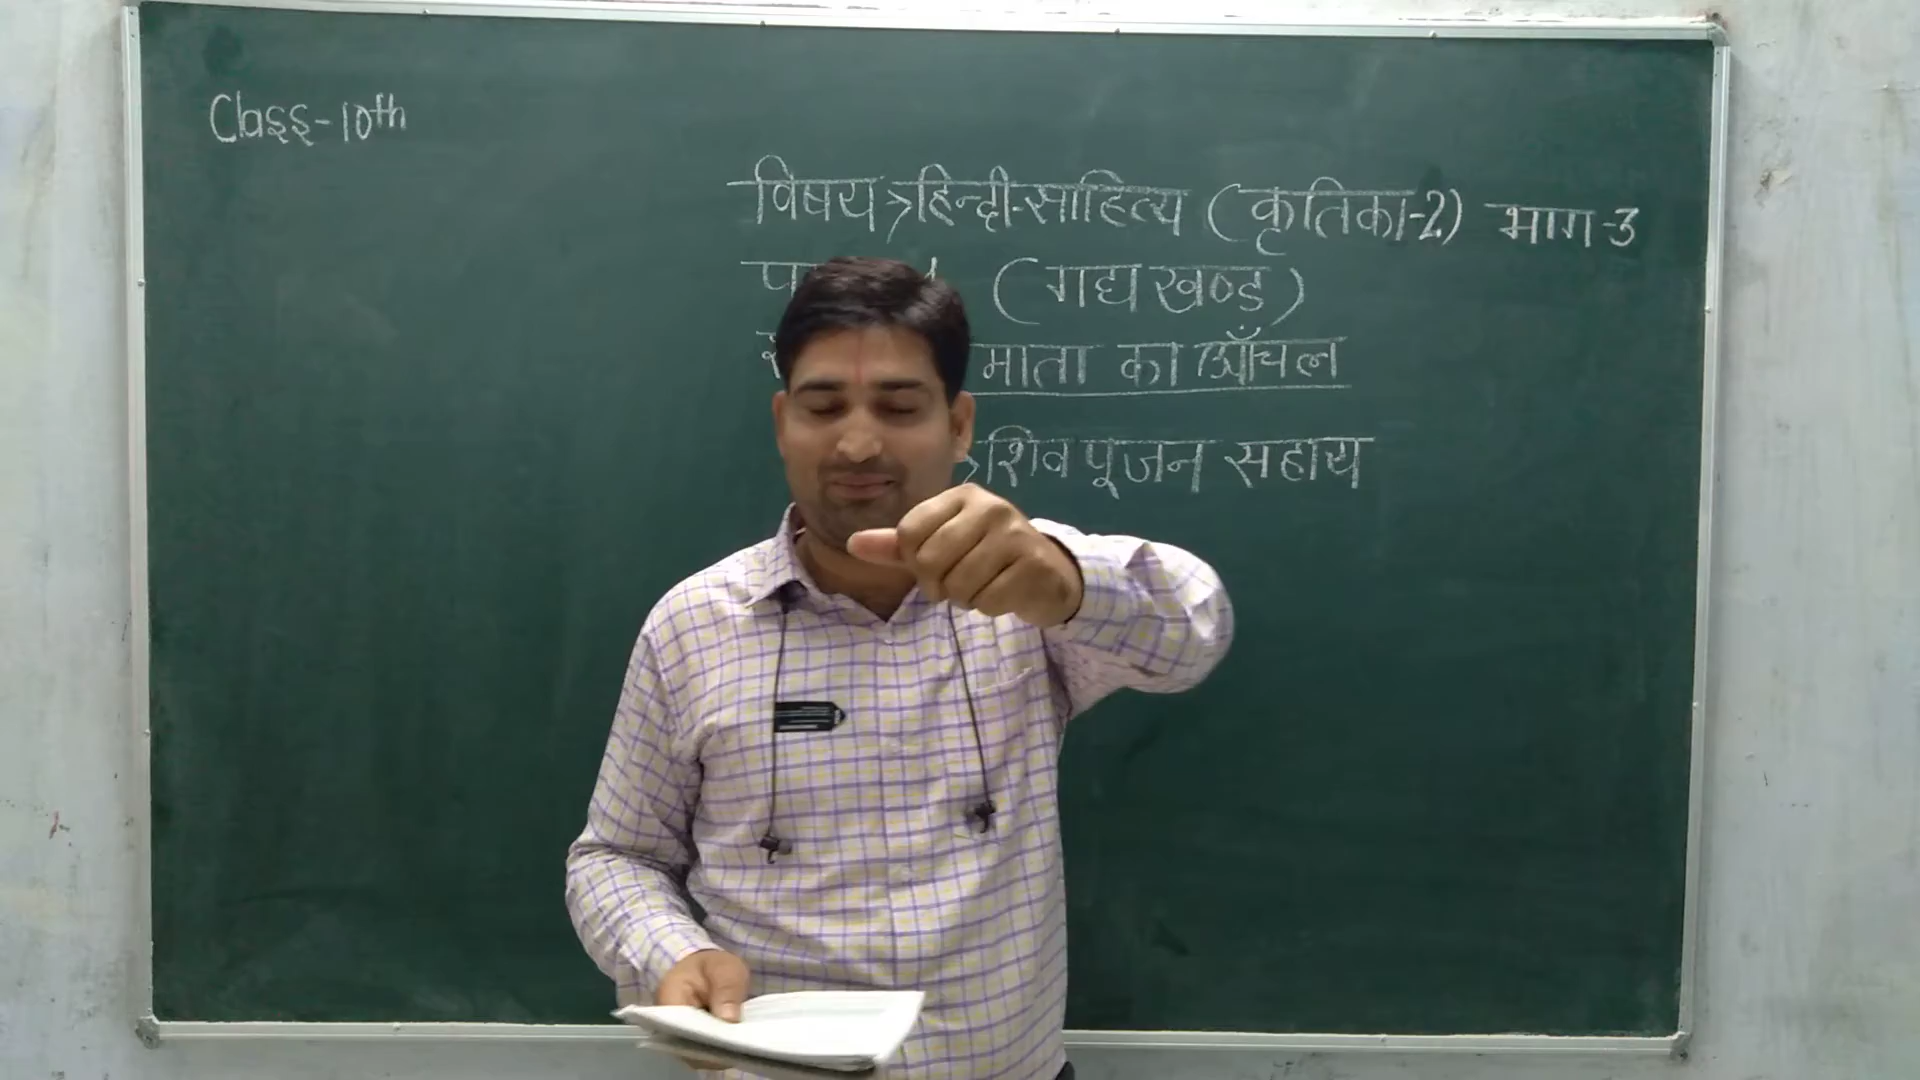 Class-10th
विषय→हिन्दी-साहित्य (कृतिका-2) भाग-3
(गद्य खण्ड)
माता का आँचल
शिव पूजन सहाय